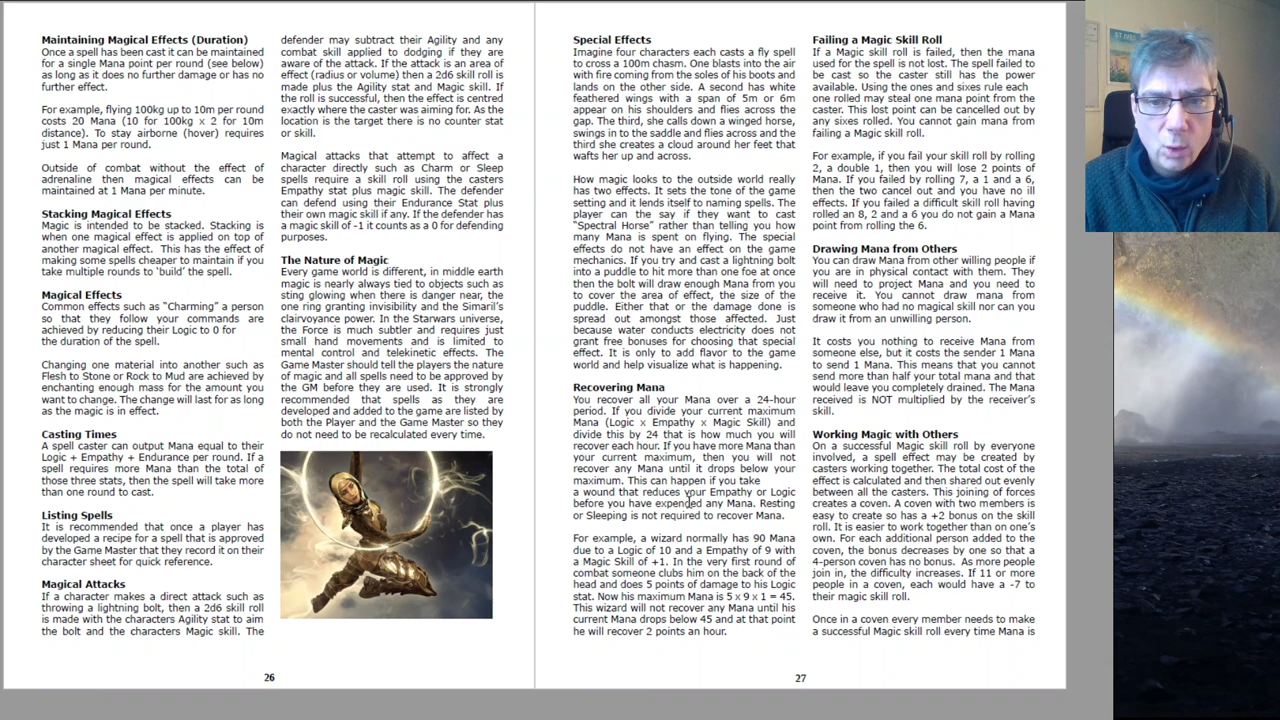 Maintaining Magical Effects (Duration)
Once a spell has been cast it can be maintained
for a single Mana point per round (see below)
as long as it does no further damage or has no
further effect.
For example, flying 100kg up to 10m per round
costs 20 Mana (10 for 100kg x 2 for 10m
distance). To stay airborne (hover) requires
just 1 Mana per round.
Outside of combat without the effect of
adrenaline then magical effects can be
maintained at 1 Mana per minute.
Stacking Magical Effects
Magic is intended to be stacked. Stacking is
when one magical effect is applied on top of
another magical effect. This has the effect of
making some spells cheaper to maintain if you
take multiple rounds to 'build' the spell.
Magical Effects
Common effects such as "Charming" a person
so that they follow your commands are
achieved by reducing their Logic to 0 for
the duration of the spell.
Changing one material into another such as
Flesh to Stone or Rock to Mud are achieved by
enchanting enough mass for the amount you
want to change. The change will last for as long
as the magic is in effect.
Casting Times
A spell caster can output Mana equal to their
Logic + Empathy + Endurance per round. If a
spell requires more Mana than the total of
those three stats, then the spell will take more
than one round to cast.
Listing Spells
It is recommended that once a player has
developed a recipe for a spell that is approved
by the Game Master that they record it on their
character sheet for quick reference.
Magical Attacks
If a character makes a direct attack such as
throwing a lightning bolt, then a 2d6 skill roll
is made with the characters Agility stat to aim
the bolt and the characters Magic skill. The
defender may subtract their Agility and any
combat skill applied to dodging if they are
aware of the attack. If the attack is an area of
effect (radius or volume) then a 2d6 skill roll is
made plus the Agility stat and Magic skill. If
the roll is successful, then the effect is centred
exactly where the caster was aiming for. As the
location is the target there is no counter stat
or skill.
Magical attacks that attempt to affect a
character directly such as Charm or Sleep
spells require a skill roll using the casters
Empathy stat plus magic skill. The defender
can defend using their Endurance Stat plus
their own magic skill if any. If the defender has
a magic skill of -1 it counts as a 0 for defending
purposes.
The Nature of Magic
Every game world is different, in middle earth
magic is nearly always tied to objects such as
sting glowing when there is danger near, the
one ring granting invisibility and the Simaril's
clairvoyance power. In the Starwars universe,
the Force is much subtler and requires just
small hand movements and is limited to
mental control and telekinetic effects. The
Game Master should tell the players the nature
of magic and all spells need to be approved by
the GM before they are used. It is strongly
recommended that spells as they are
developed and added to the game are listed by
both the Player and the Game Master so they
do not need to be recalculated every time.
26
Special Effects
Imagine four characters each casts a fly spell
to cross a 100m chasm. One blasts into the air
with fire coming from the soles of his boots and
lands on the other side. A second has white
feathered wings with a span of 5m or 6m
appear on his shoulders and flies across the
gap. The third, she calls down a winged horse,
swings in to the saddle and flies across and the
third she creates a cloud around her feet that
wafts her up and across.
How magic looks to the outside world really
has two effects. It sets the tone of the game
setting and it lends itself to naming spells. The
player can the say if they want to cast
"Spectral Horse" rather than telling you how
many Mana is spent on flying. The special
effects do not have an effect on the game
mechanics. If you try and cast a lightning bolt
into a puddle to hit more than one foe at once
then the bolt will draw enough Mana from you
to cover the area of effect, the size of the
puddle. Either that or the damage done is
spread out amongst those affected. Just
because water conducts electricity does not
grant free bonuses for choosing that special
effect. It is only to add flavor to the game
world and help visualize what is happening.
Recovering Mana
You recover all your Mana over a 24-hour
period. If you divide your current maximum
Mana (Logic x Empathy x Magic Skill) and
divide this by 24 that is how much you will
recover each hour. If you have more Mana than
your current maximum, then you will not
recover any Mana until it drops below your
maximum. This can happen if you take
a wound that reduces your Empathy or Logic
before you have expended any Mana. Resting
or Sleeping is not required to recover Mana.
For example, a wizard normally has 90 Mana
due to a Logic of 10 and a Empathy of 9 with
a Magic Skill of +1. In the very first round of
combat someone clubs him on the back of the
head and does 5 points of damage to his Logic
stat. Now his maximum Mana is 5 x 9 x 1 = 45.
This wizard will not recover any Mana until his
current Mana drops below 45 and at that point
he will recover 2 points an hour.
Failing a Magic Skill Roll
If a Magic skill roll is failed, then the mana
used for the spell is not lost. The spell failed to
be cast so the caster still has the power
available. Using the ones and sixes rule each
one rolled may steal one mana point from the
caster. This lost point can be cancelled out by
any sixes rolled. You cannot gain mana from
failing a Magic skill roll.
For example, if you fail your skill roll by rolling
2, a double 1, then you will lose 2 points of
Mana. If you failed by rolling 7, a 1 and a 6,
then the two cancel out and you have no ill
effects. If you failed a difficult skill roll having
rolled an 8, 2 and a 6 you do not gain a Mana
point from rolling the 6.
Drawing Mana from Others
You can draw Mana from other willing people if
you are in physical contact with them. They
will need to project Mana and you need to
receive it. You cannot draw mana from
someone who had no magical skill nor can you
draw it from an unwilling person.
It costs you nothing to receive Mana from
someone else, but it costs the sender 1 Mana
to send 1 Mana. This means that you cannot
send more than half your total mana and that
would leave you completely drained. The Mana
received is NOT multiplied by the receiver's
skill.
Working Magic with Others
On a successful Magic skill roll by everyone
involved, a spell effect may be created by
casters working together. The total cost of the
effect is calculated and then shared out evenly
between all the casters. This joining of forces
creates a coven. A coven with two members is
easy to create so has a +2 bonus on the skill
roll. It is easier to work together than on one's
own. For each additional person added to the
coven, the bonus decreases by one so that a
4-person coven has no bonus. As more people
join in, the difficulty increases. If 11 or more
people in a coven, each would have a -7 to
their magic skill roll.
Once in a coven every member needs to make
a successful Magic skill roll every time Mana is
27